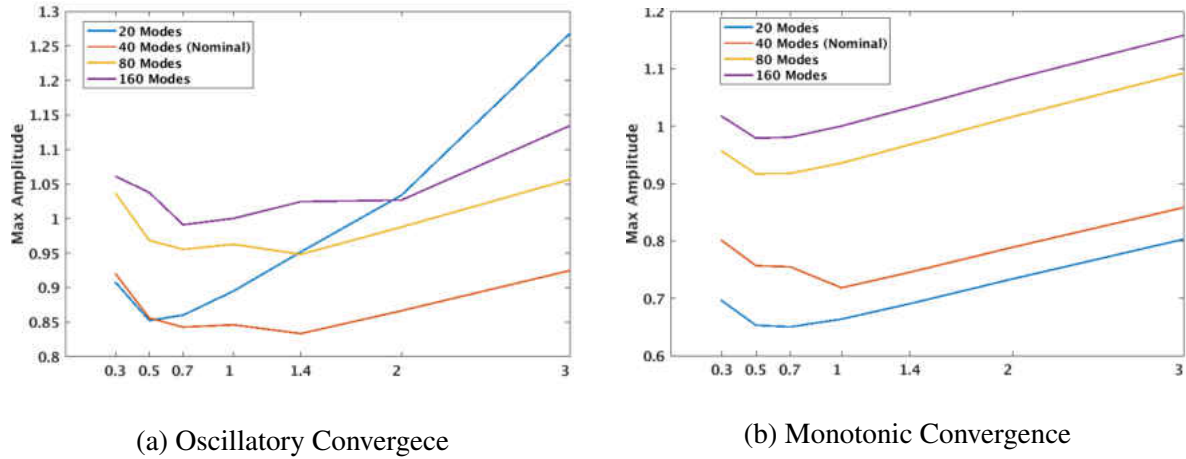 1.3
1.25
1.2
1.15
1.1
1.05
1
0.95
0.9
0.85
0.8
Max Amplitude
20 Modes
40 Modes (Nominal)
80 Modes
160 Modes
0.3 0.5 0.7 1 1.4 2 3
(a) Oscillatory Convergece
1.2
1.1
1
0.9
0.8
0.7
0.6
Max Amplitude
20 Modes
40 Modes (Nominal)
80 Modes
160 Modes
0.3 0.5 0.7 1 1.4 2 3
(b) Monotonic Convergence